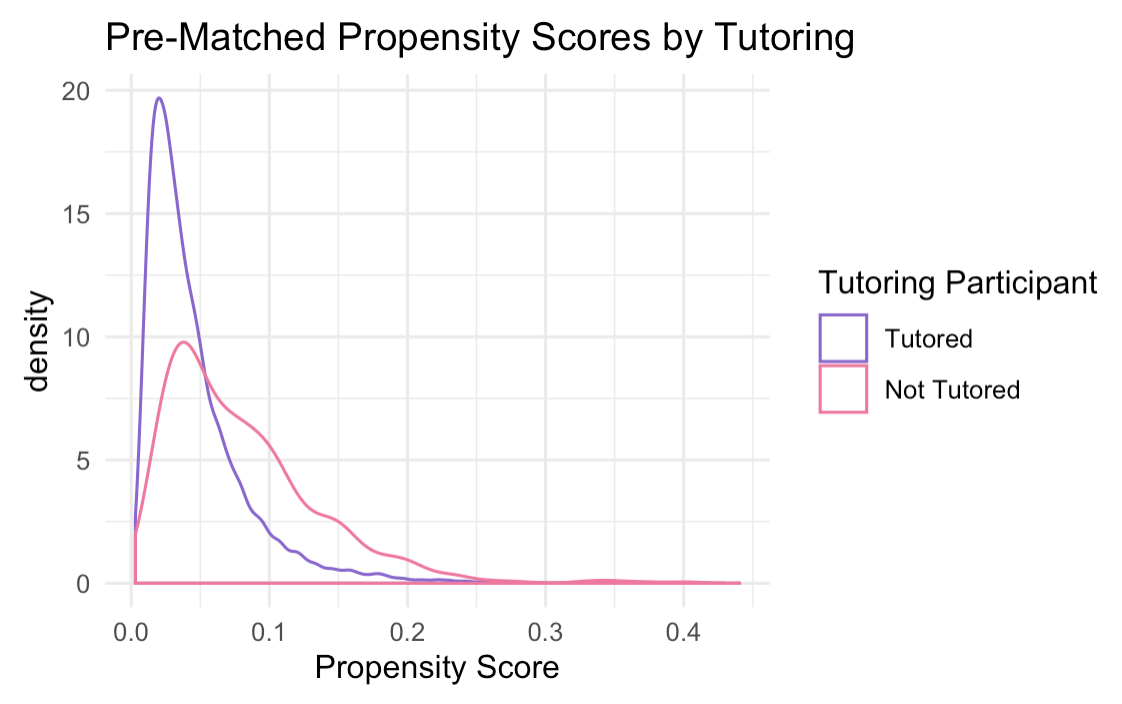 Pre-Matched Propensity Scores by Tutoring
20
15
10
5
0
density
0.0 0.1 0.2 0.3 0.4
Propensity Score
Tutoring Participant
Tutored
Not Tutored